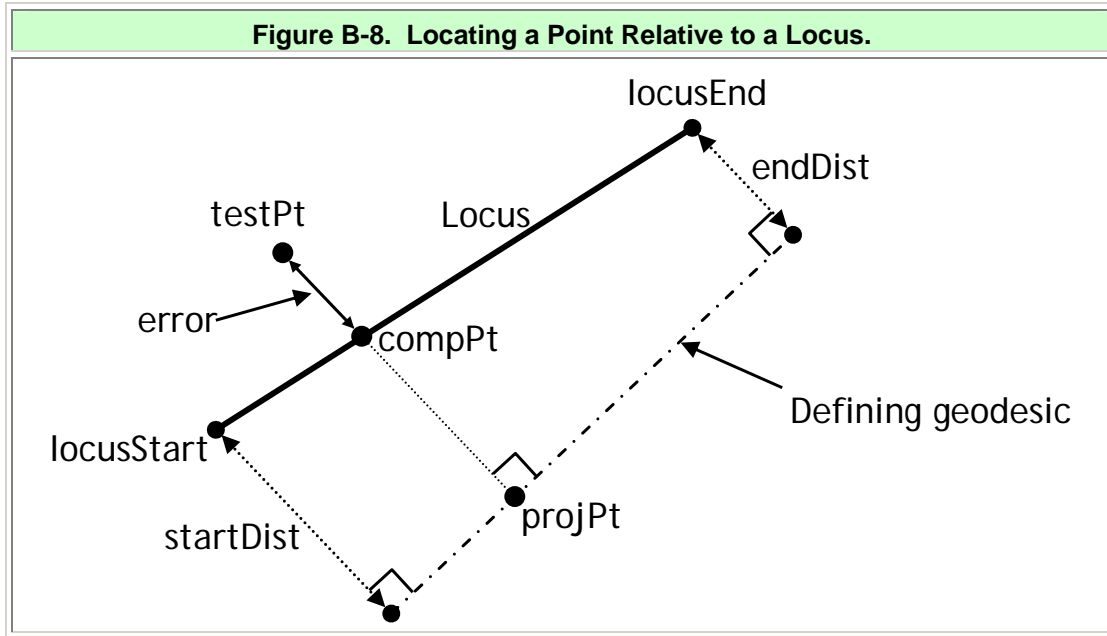 Figure B-8. Locating a Point Relative to a Locus.
locusEnd
endDist
testPt
Locus
error
compPt
Defining geodesic
locusStart
projPt
startDist